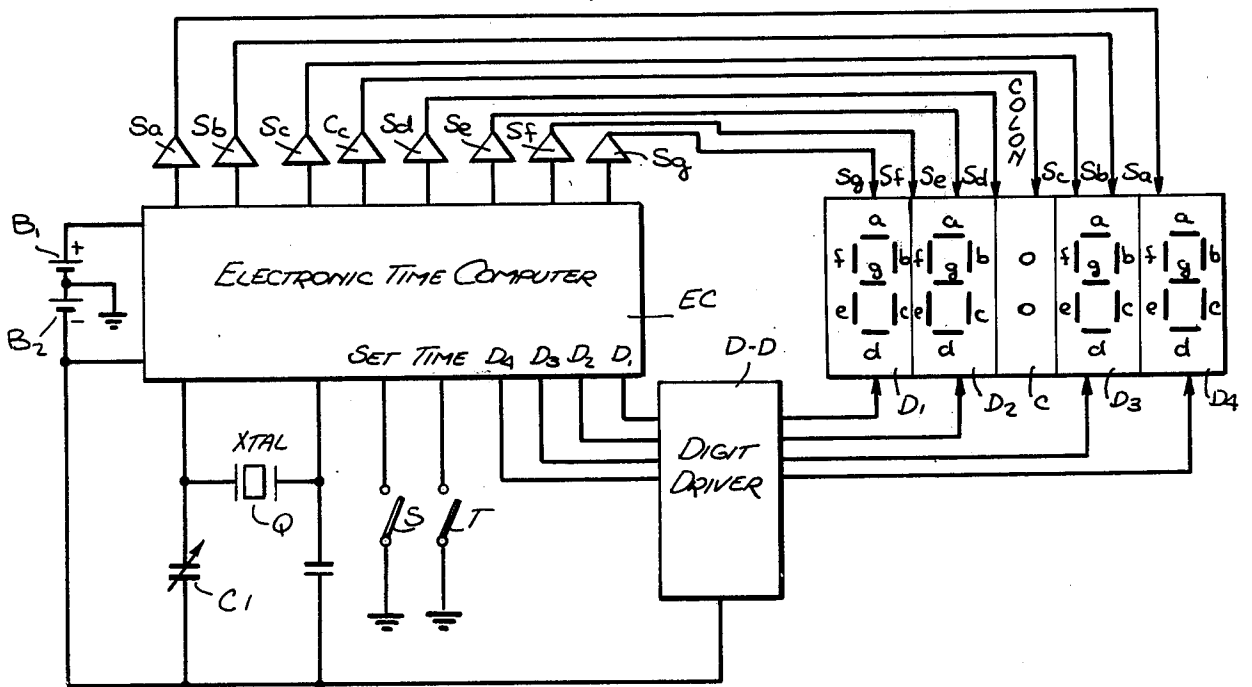 Sa Sb Sc Cc Sd Se Sf Sg
COLON
Sg Sf Se Sd Sc Sb Sa
B1 +
B2 -
ELECTRONIC TIME COMPUTER
EC
SET TIME D4 D3 D2 D1
a a a a
f b f b o f b f b
g g g g
e c e c o e c e c
d d d d
D1 D2 C D3 D4
D-D
DIGIT
DRIVER
XTAL
Q
S T
C1